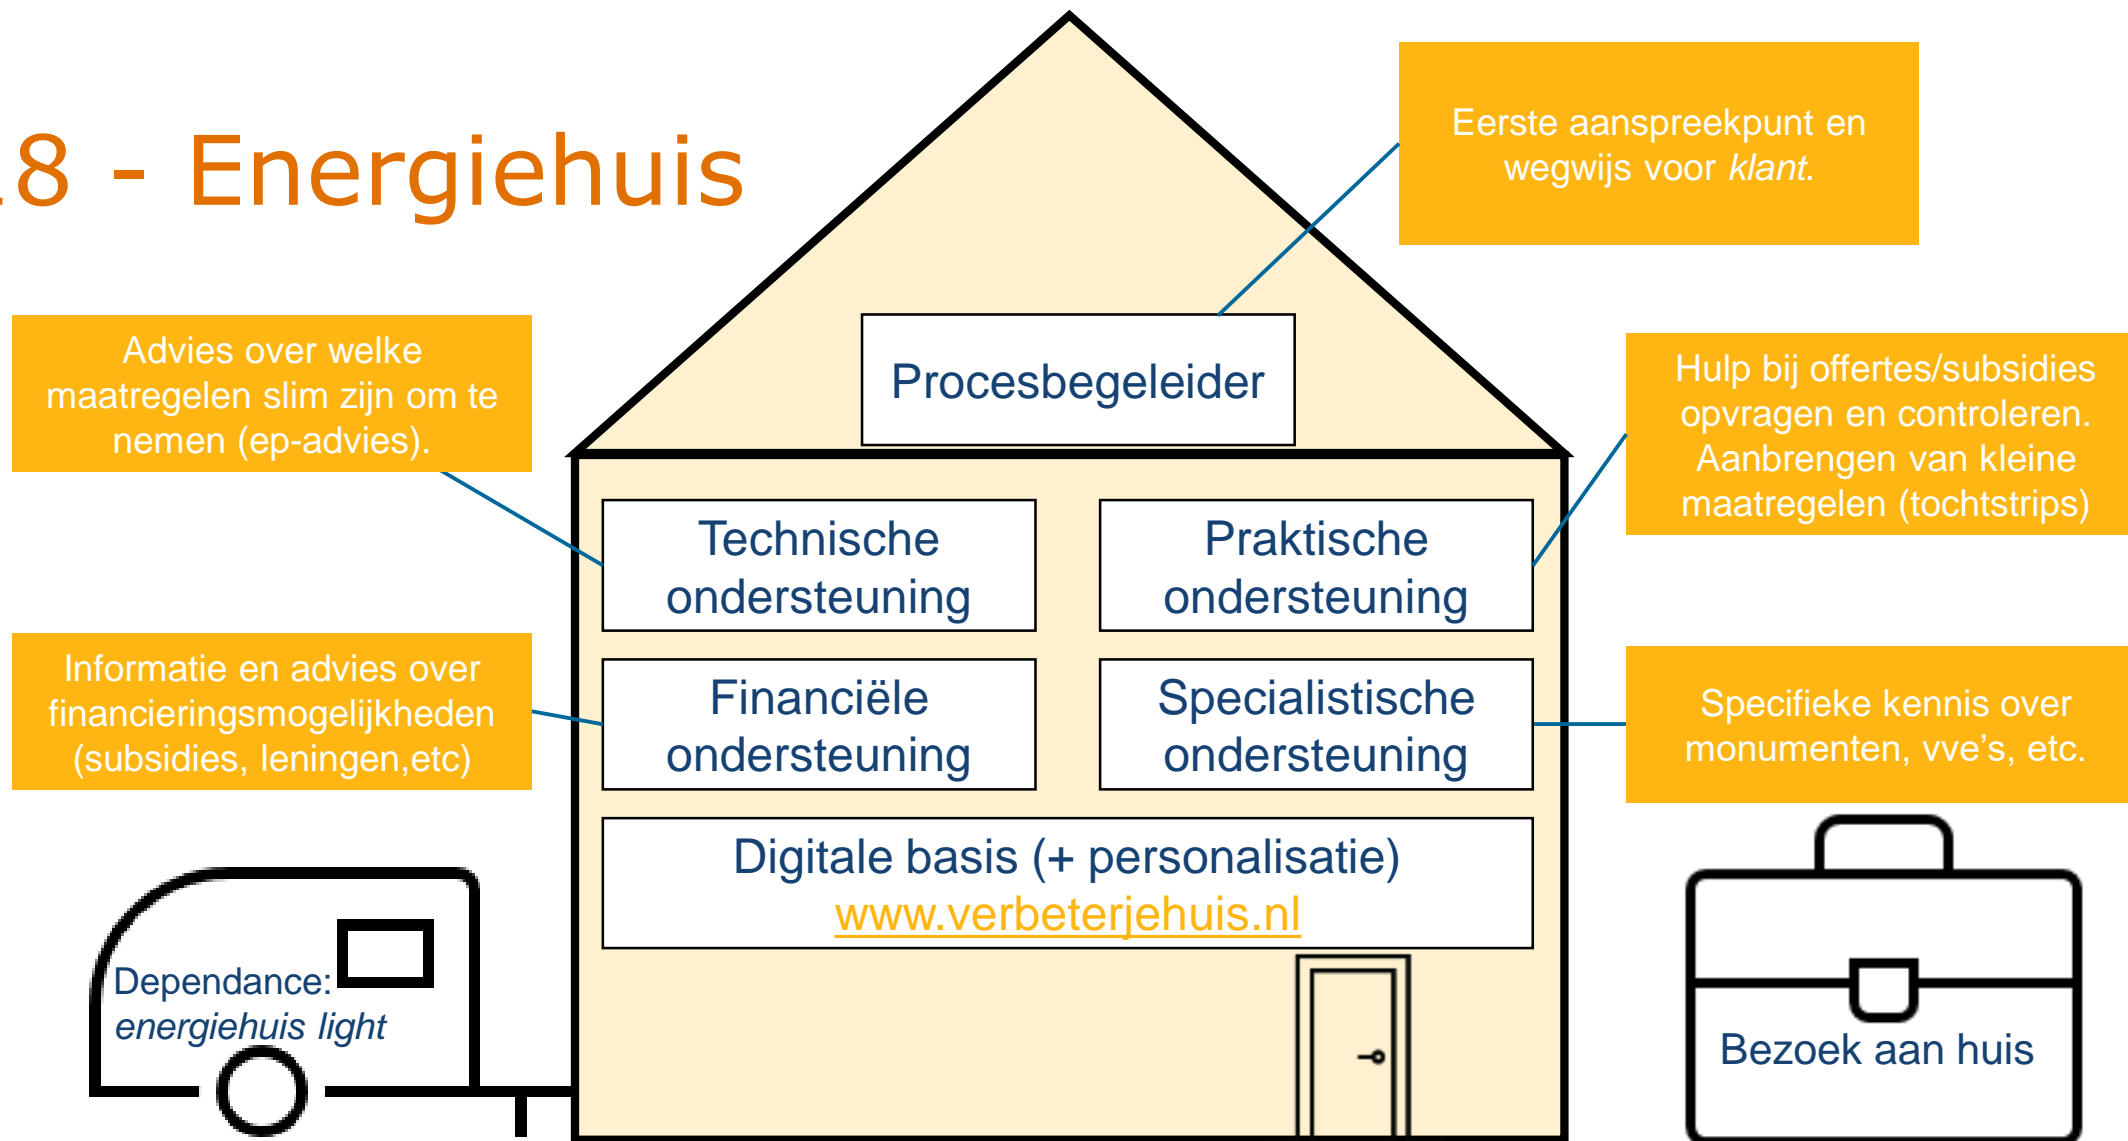 8 - Energiehuis
Eerste aanspreekpunt en
wegwijs voor klant.
Advies over welke
maatregelen slim zijn om te
nemen (ep-advies).
Procesbegeleider
Hulp bij offertes/subsidies
opvragen en controleren.
Aanbrengen van kleine
maatregelen (tochtstrips)
Technische
ondersteuning
Praktische
ondersteuning
Informatie en advies over
financieringsmogelijkheden
(subsidies, leningen,etc)
Financiële
ondersteuning
Specialistische
ondersteuning
Specifieke kennis over
monumenten, vve's, etc.
Digitale basis (+ personalisatie)
www.verbeterjehuis.nl
Dependance:
energiehuis light
Bezoek aan huis